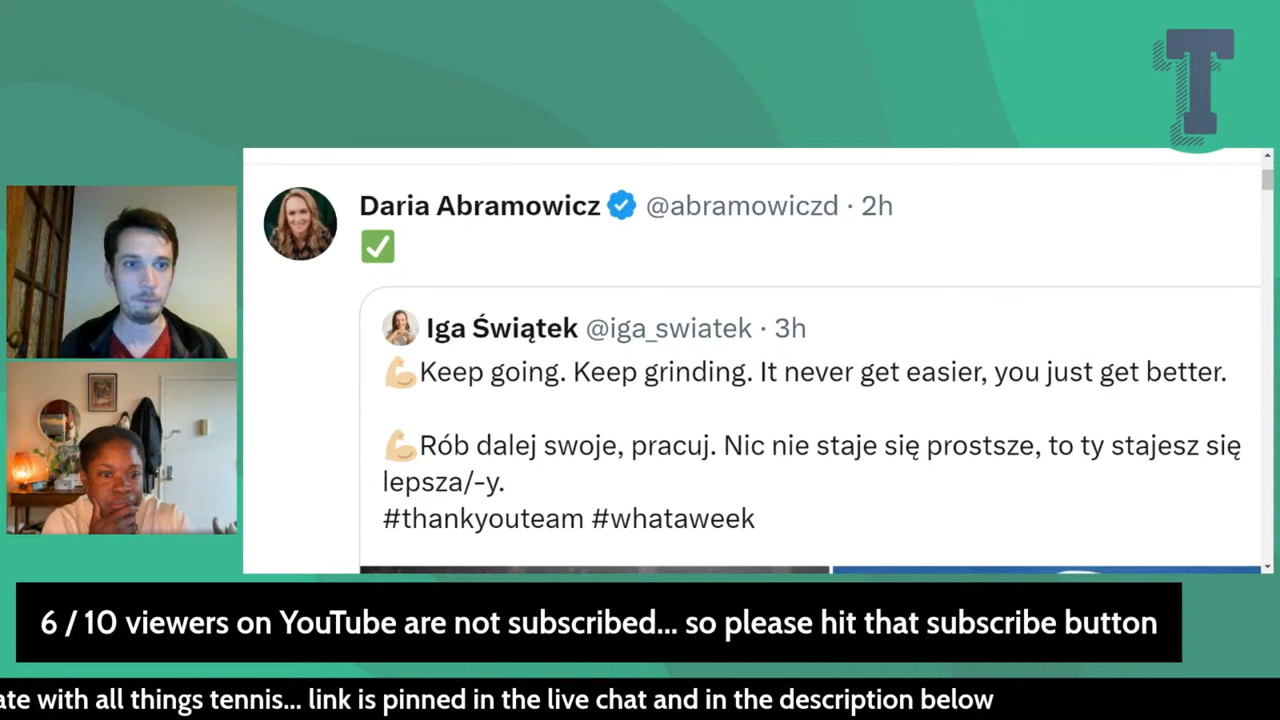 T
Daria Abramowicz @abramowiczd · 2h
✅
Iga Świątek @iga_swiatek · 3h
💪🏼Keep going. Keep grinding. It never get easier, you just get better.
💪🏼Rób dalej swoje, pracuj. Nic nie staje się prostsze, to ty stajesz się
lepsza/-y.
#thankyouteam #whataweek
6 / 10 viewers on YouTube are not subscribed... so please hit that subscribe button
ate with all things tennis... link is pinned in the live chat and in the description below